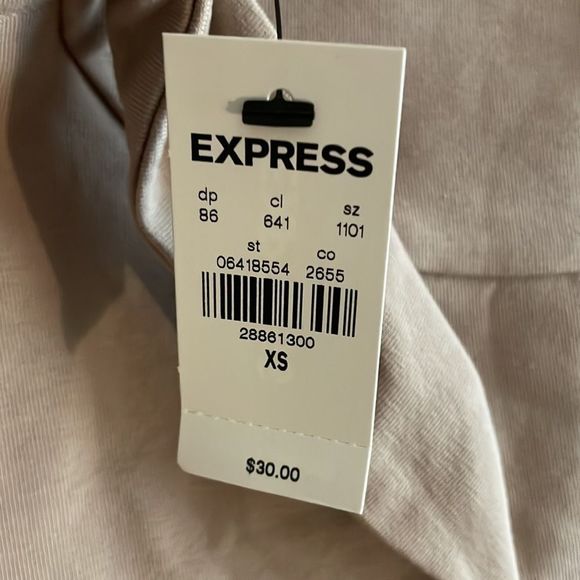 EXPRESS
dp cl sz
86 641 1101
st co
06418554 2655
28861300
XS
$30.00